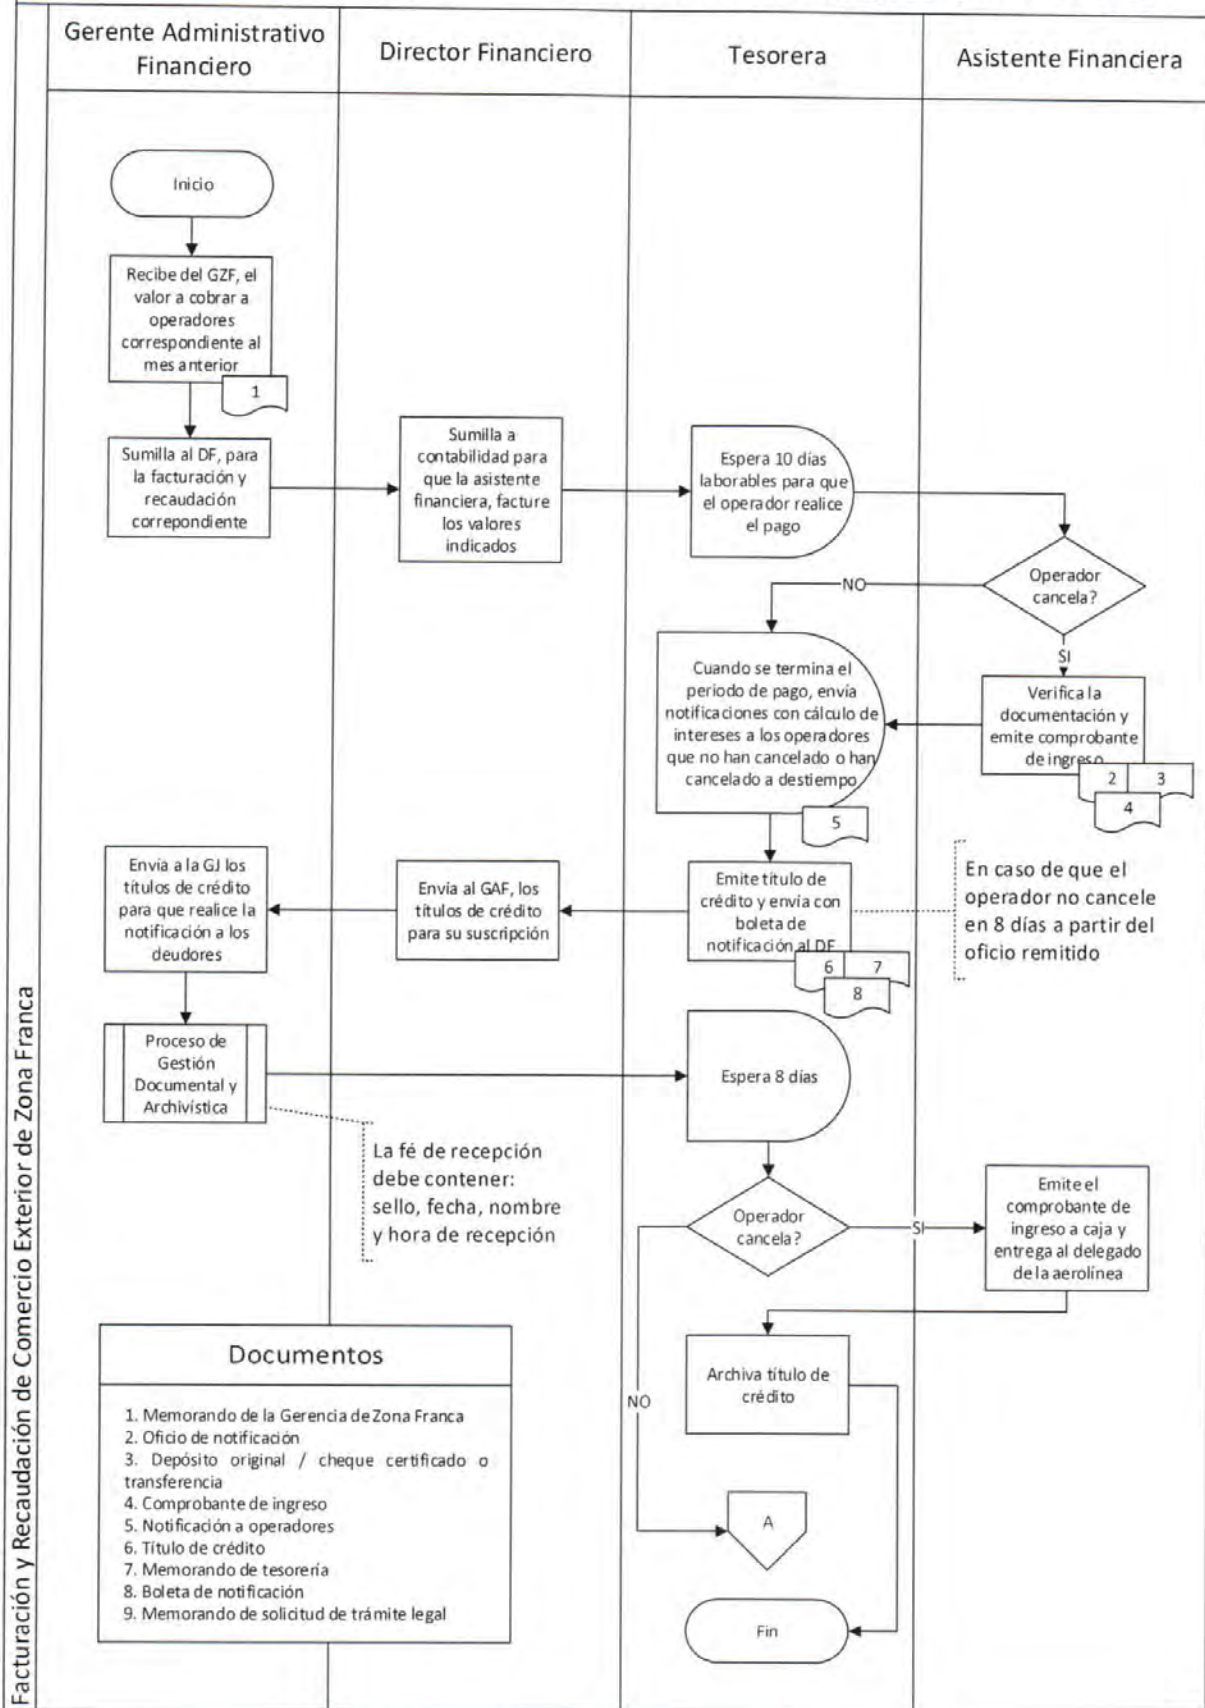 Facturación y Recaudación de Comercio Exterior de Zona Franca
Gerente Administrativo
Financiero
Director Financiero
Tesorera
Asistente Financiera
Inicio
Recibe del GZF, el
valor a cobrar a
operadores
correspondiente al
mes anterior
1
Sumilla al DF, para
la facturación y
recaudación
correpondiente
Sumilla a
contabilidad para
que la asistente
financiera, facture
los valores
indicados
Espera 10 días
laborables para que
el operador realice
el pago
Operador
cancela?
NO
SI
Cuando se termina el
periodo de pago, envía
notificaciones con cálculo de
intereses a los operadores
que no han cancelado o han
cancelado a destiempo
5
Verifica la
documentación y
emite comprobante
de ingreso
2
3
4
Envía a la GJ los
títulos de crédito
para que realice la
notificación a los
deudores
Envía al GAF, los
títulos de crédito
para su suscripción
Emite título de
crédito y envía con
boleta de
notificación al DF
6
7
8
En caso de que el
operador no cancele
en 8 días a partir del
oficio remitido
Proceso de
Gestión
Documental y
Archivística
Espera 8 días
La fé de recepción
debe contener:
sello, fecha, nombre
y hora de recepción
Operador
cancela?
SI
NO
Emite el
comprobante de
ingreso a caja y
entrega al delegado
de la aerolínea
Archiva título de
crédito
A
Fin
Documentos
1. Memorando de la Gerencia de Zona Franca
2. Oficio de notificación
3. Depósito original / cheque certificado o
transferencia
4. Comprobante de ingreso
5. Notificación a operadores
6. Título de crédito
7. Memorando de tesorería
8. Boleta de notificación
9. Memorando de solicitud de trámite legal